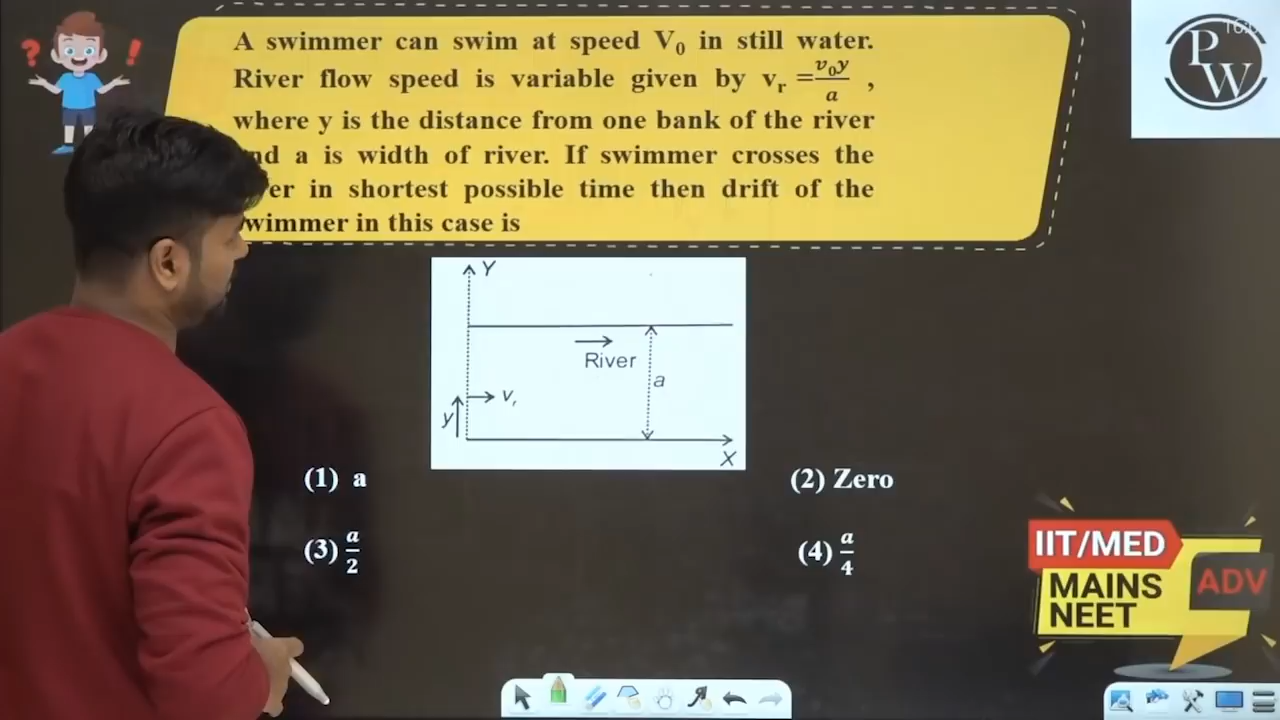 A swimmer can swim at speed V₀ in still water.
River flow speed is variable given by vᵣ = v₀y/a ,
where y is the distance from one bank of the river
a is width of river. If swimmer crosses the
in shortest possible time then drift of the
in this case is
Y
River
a
vᵣ
y
X
(1) a
(2) Zero
(3) a/2
(4) a/4
P
W
IIT/MED
MAINS
NEET
ADV